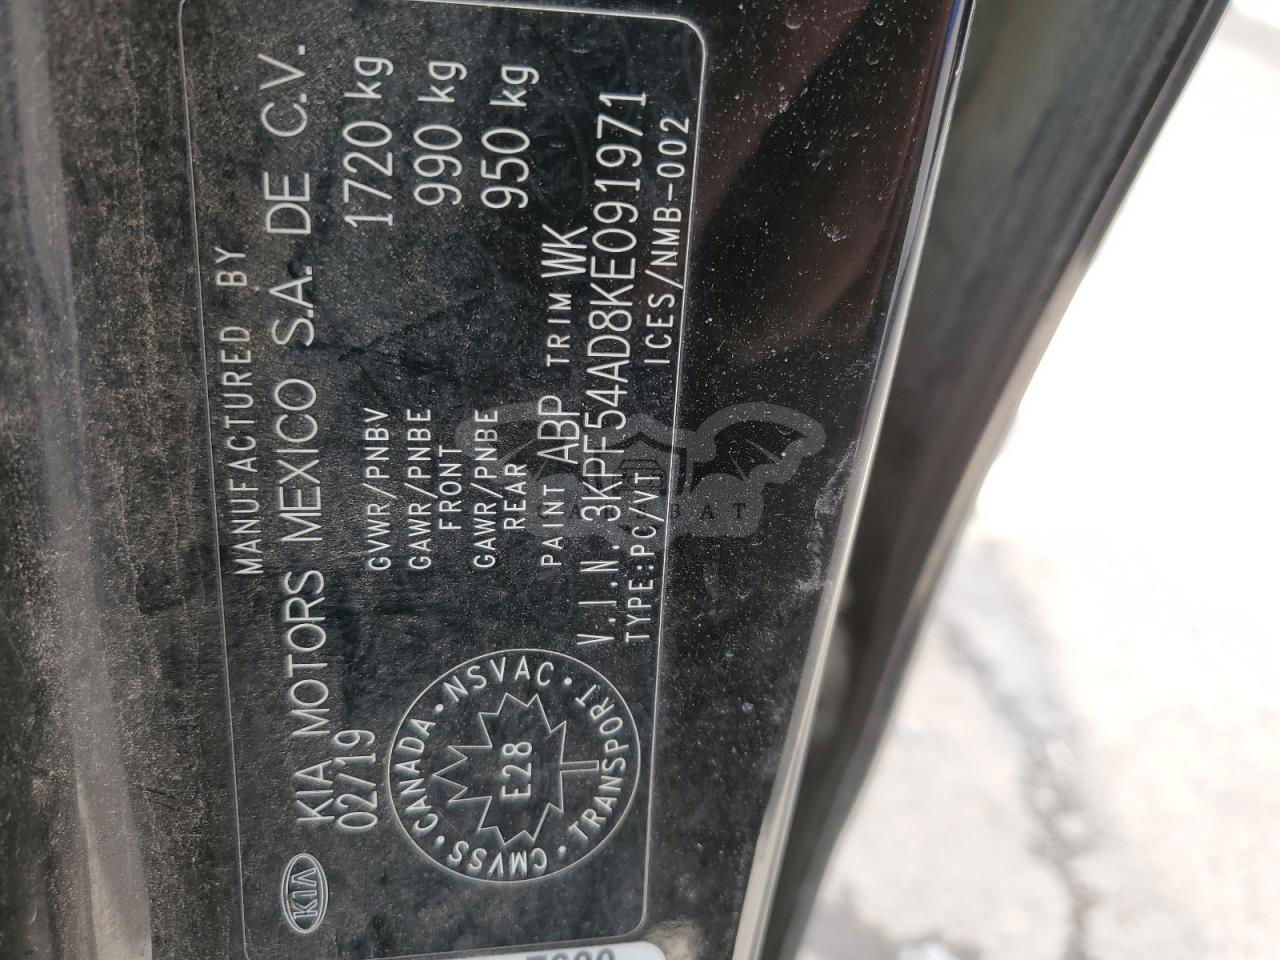 MANUFACTURED BY
KIA KIA MOTORS MEXICO S.A. DE C.V.
02/19
GVWR/PNBV 1720 kg
GAWR/PNBE FRONT 990 kg
GAWR/PNBE REAR 950 kg
PAINT ABP TRIM WK
V.I.N. 3KPF54AD8KE091971
TYPE:PC/VT ICES/NMB-002
CANADA · NSVAC · TRANSPORT · CMVSS ·
E28